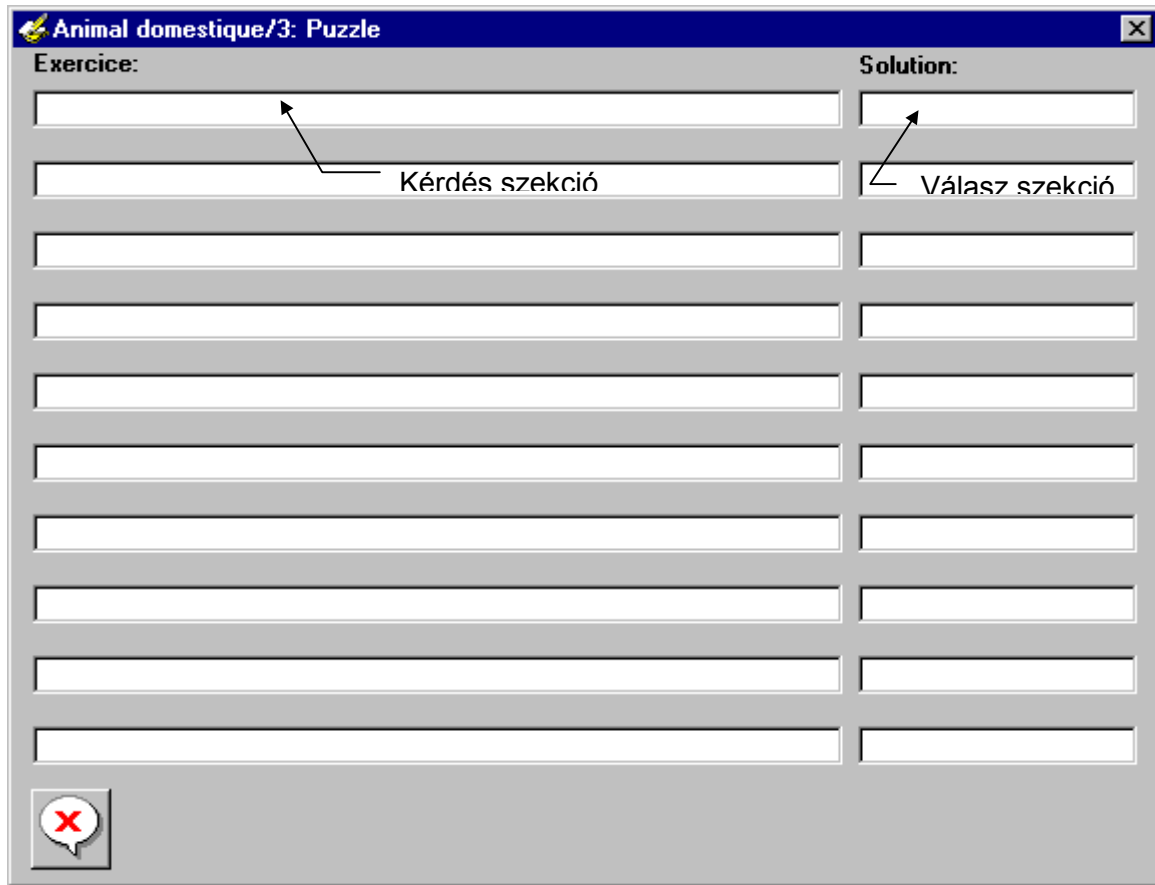 Animal domestique/3: Puzzle
Exercice: Solution:
Kérdés szekció Válasz szekció